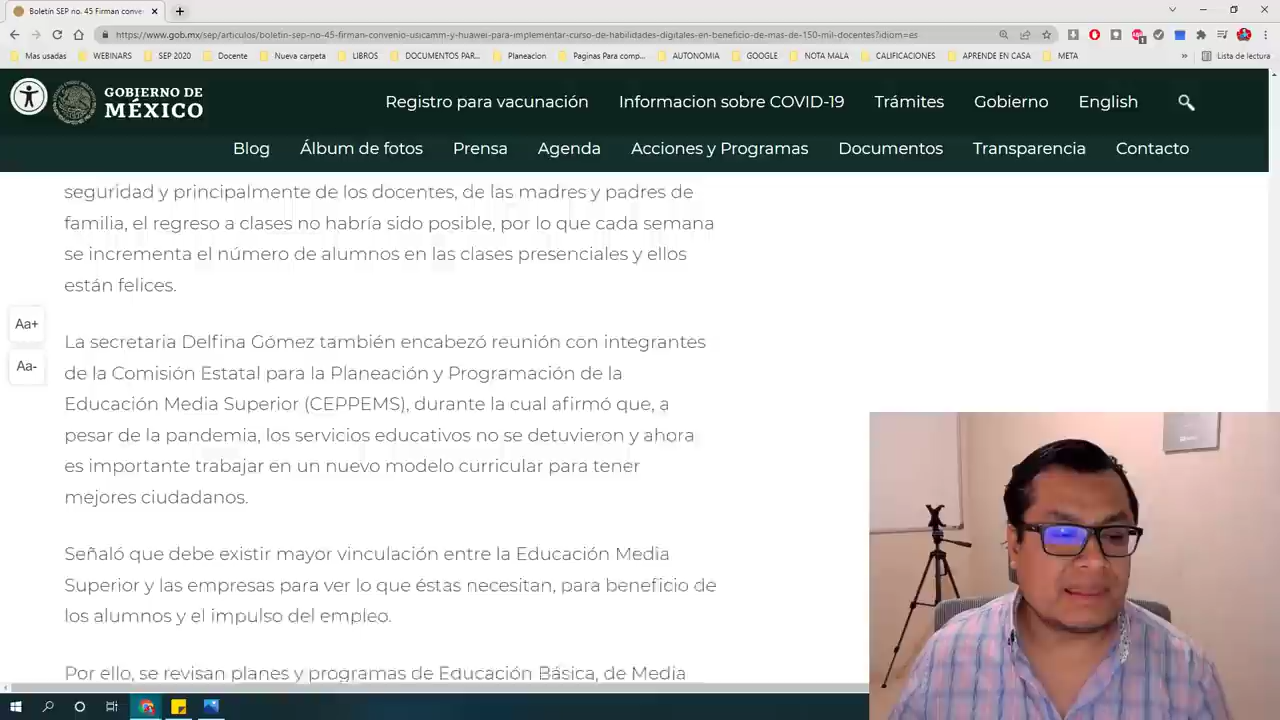 Boletín SEP no. 45 Firman conve
https://www.gob.mx/sep/articulos/boletin-sep-no-45-firman-convenio-usicamm-y-huawei-para-implementar-curso-de-habilidades-digitales-en-beneficio-de-mas-de-150-mil-docentes?idiom=es
Mas usadas WEBINARS SEP 2020 Docente Nueva carpeta LIBROS DOCUMENTOS PAR... Planeacion Paginas Para comp... AUTONOMIA GOOGLE NOTA MALA CALIFICACIONES APRENDE EN CASA META » Lista de lectura
GOBIERNO DE
MÉXICO
Registro para vacunación Informacion sobre COVID-19 Trámites Gobierno English
Blog Álbum de fotos Prensa Agenda Acciones y Programas Documentos Transparencia Contacto
seguridad y principalmente de los docentes, de las madres y padres de
familia, el regreso a clases no habría sido posible, por lo que cada semana
se incrementa el número de alumnos en las clases presenciales y ellos
están felices.
Aa+
Aa-
La secretaria Delfina Gómez también encabezó reunión con integrantes
de la Comisión Estatal para la Planeación y Programación de la
Educación Media Superior (CEPPEMS), durante la cual afirmó que, a
pesar de la pandemia, los servicios educativos no se detuvieron y ahora
es importante trabajar en un nuevo modelo curricular para tener
mejores ciudadanos.
Señaló que debe existir mayor vinculación entre la Educación Media
Superior y las empresas para ver lo que éstas necesitan, para beneficio de
los alumnos y el impulso del empleo.
Por ello, se revisan planes y programas de Educación Básica, de Media